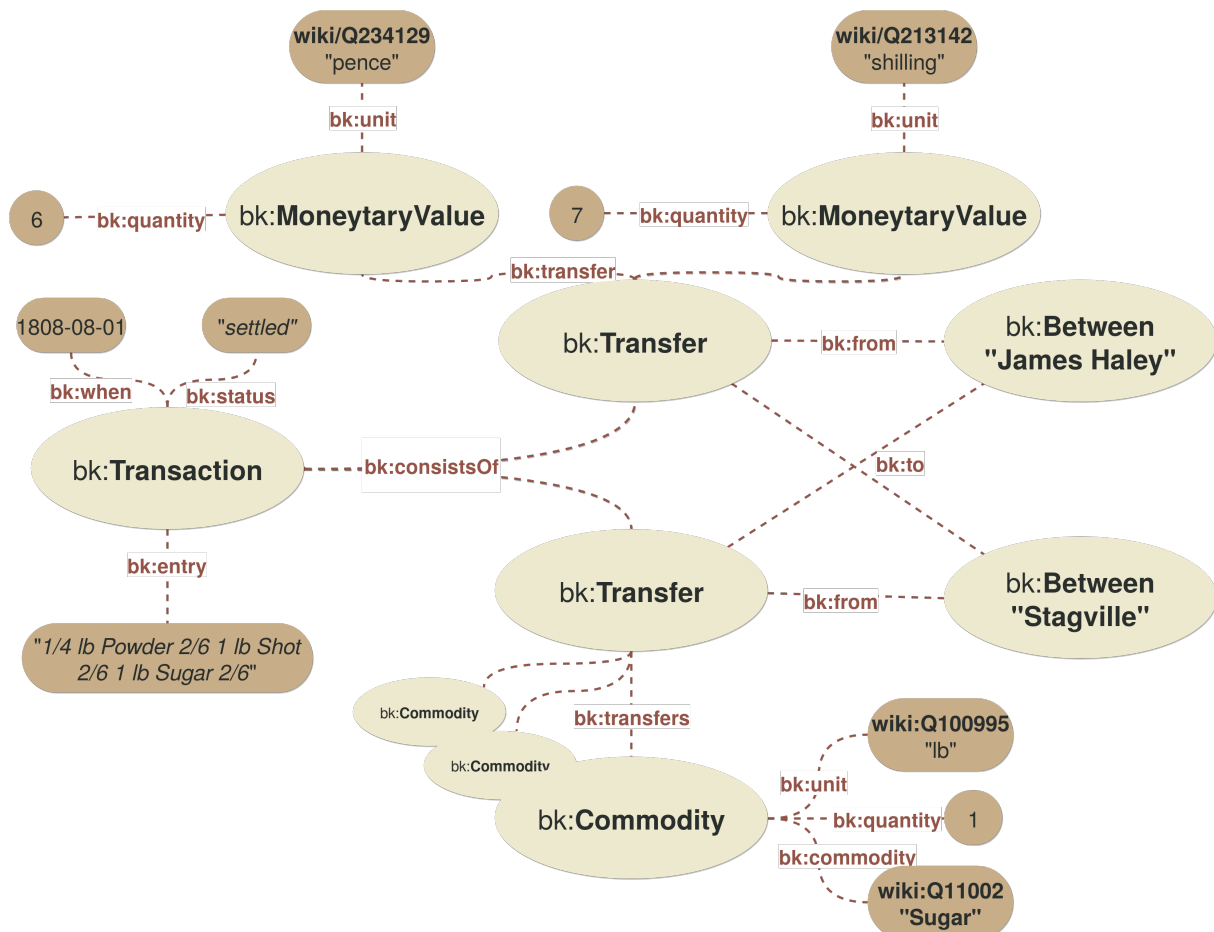 wiki/Q234129
"pence"
wiki/Q213142
"shilling"
bk:unit
bk:unit
6
bk:quantity
bk:MoneytaryValue
7
bk:quantity
bk:MoneytaryValue
bk:transfer
1808-08-01
"settled"
bk:when
bk:status
bk:Transfer
bk:from
bk:Between
"James Haley"
bk:Transaction
bk:consistsOf
bk:to
bk:entry
bk:Transfer
bk:from
bk:Between
"Stagville"
"1/4 lb Powder 2/6 1 lb Shot
2/6 1 lb Sugar 2/6"
bk:Commodity
bk:transfers
bk:Commodity
wiki:Q100995
"lb"
bk:unit
bk:Commodity
bk:quantity
1
bk:commodity
wiki:Q11002
"Sugar"